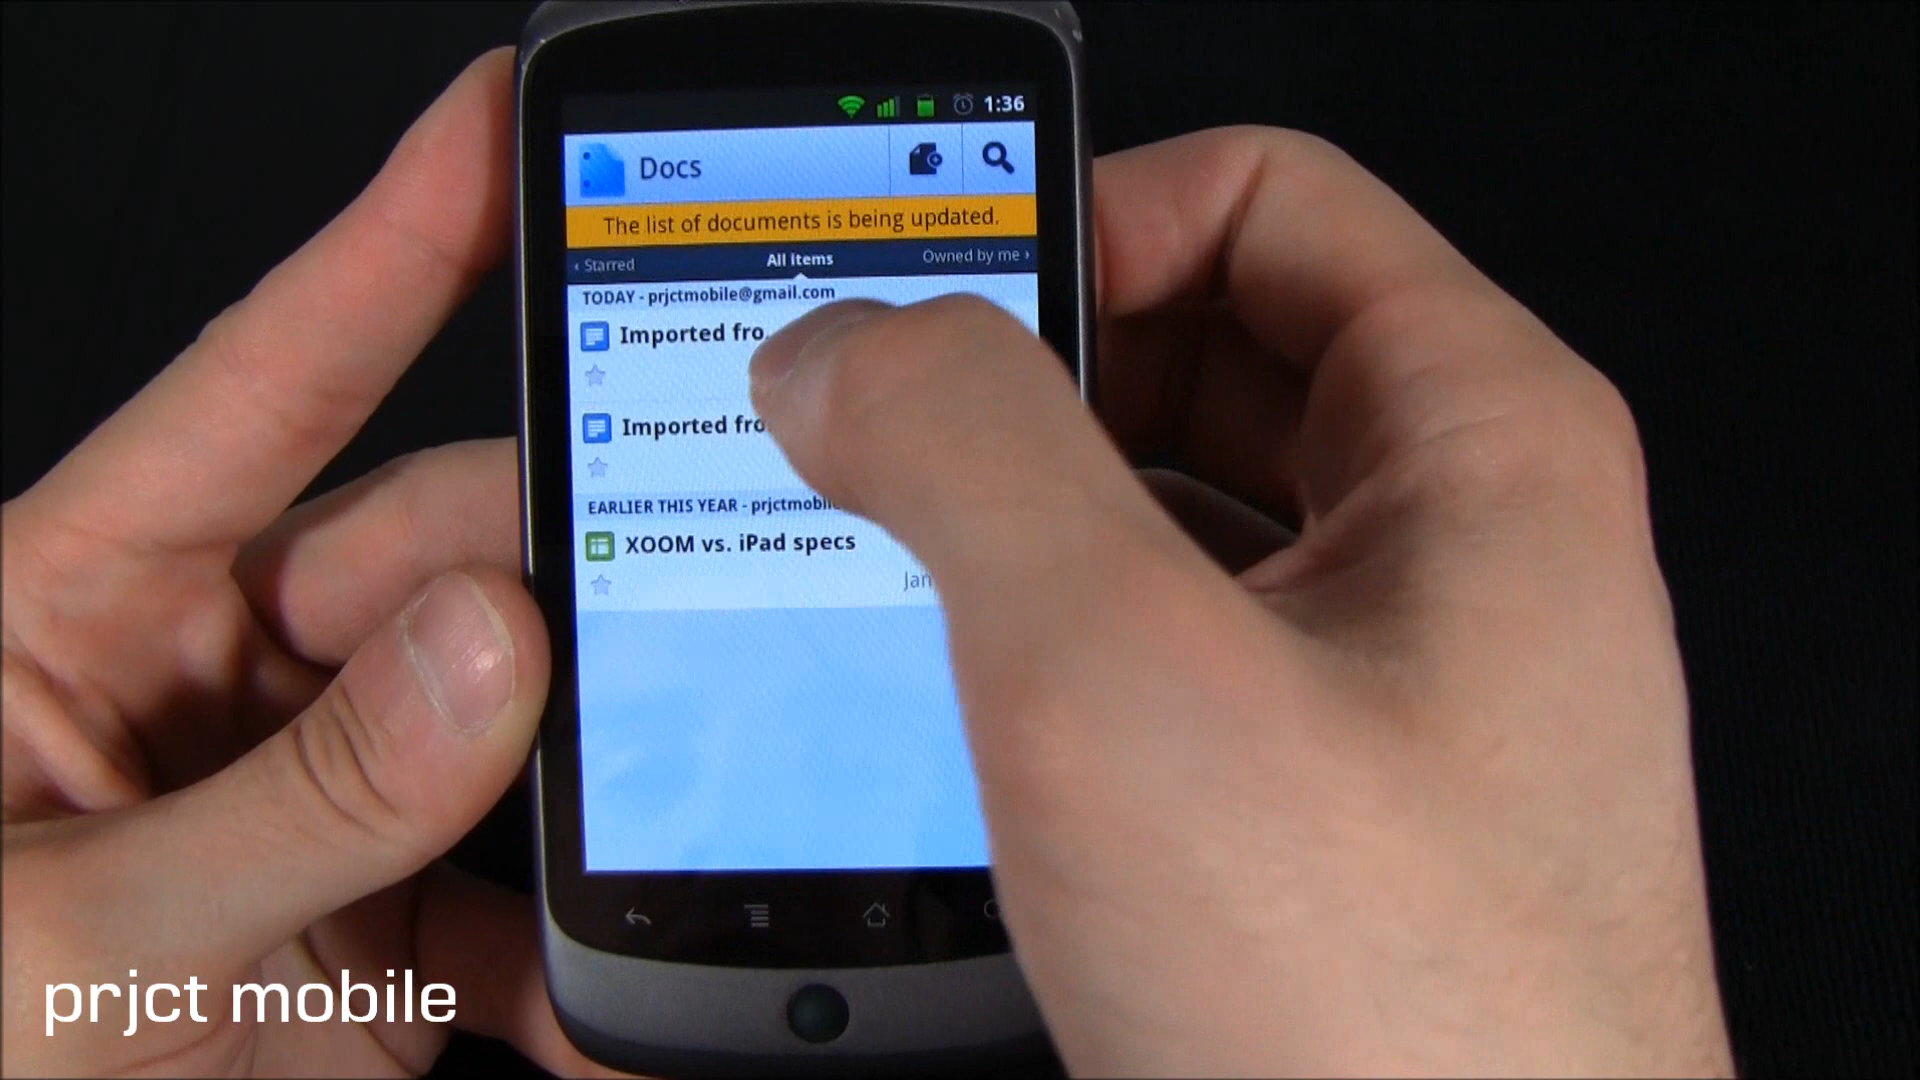 1:36
Docs
The list of documents is being updated.
‹ Starred All items Owned by me ›
TODAY - prjctmobile@gmail.com
Imported fro
Imported fro
EARLIER THIS YEAR - prjctmobile
XOOM vs. iPad specs
Jan
prjct mobile